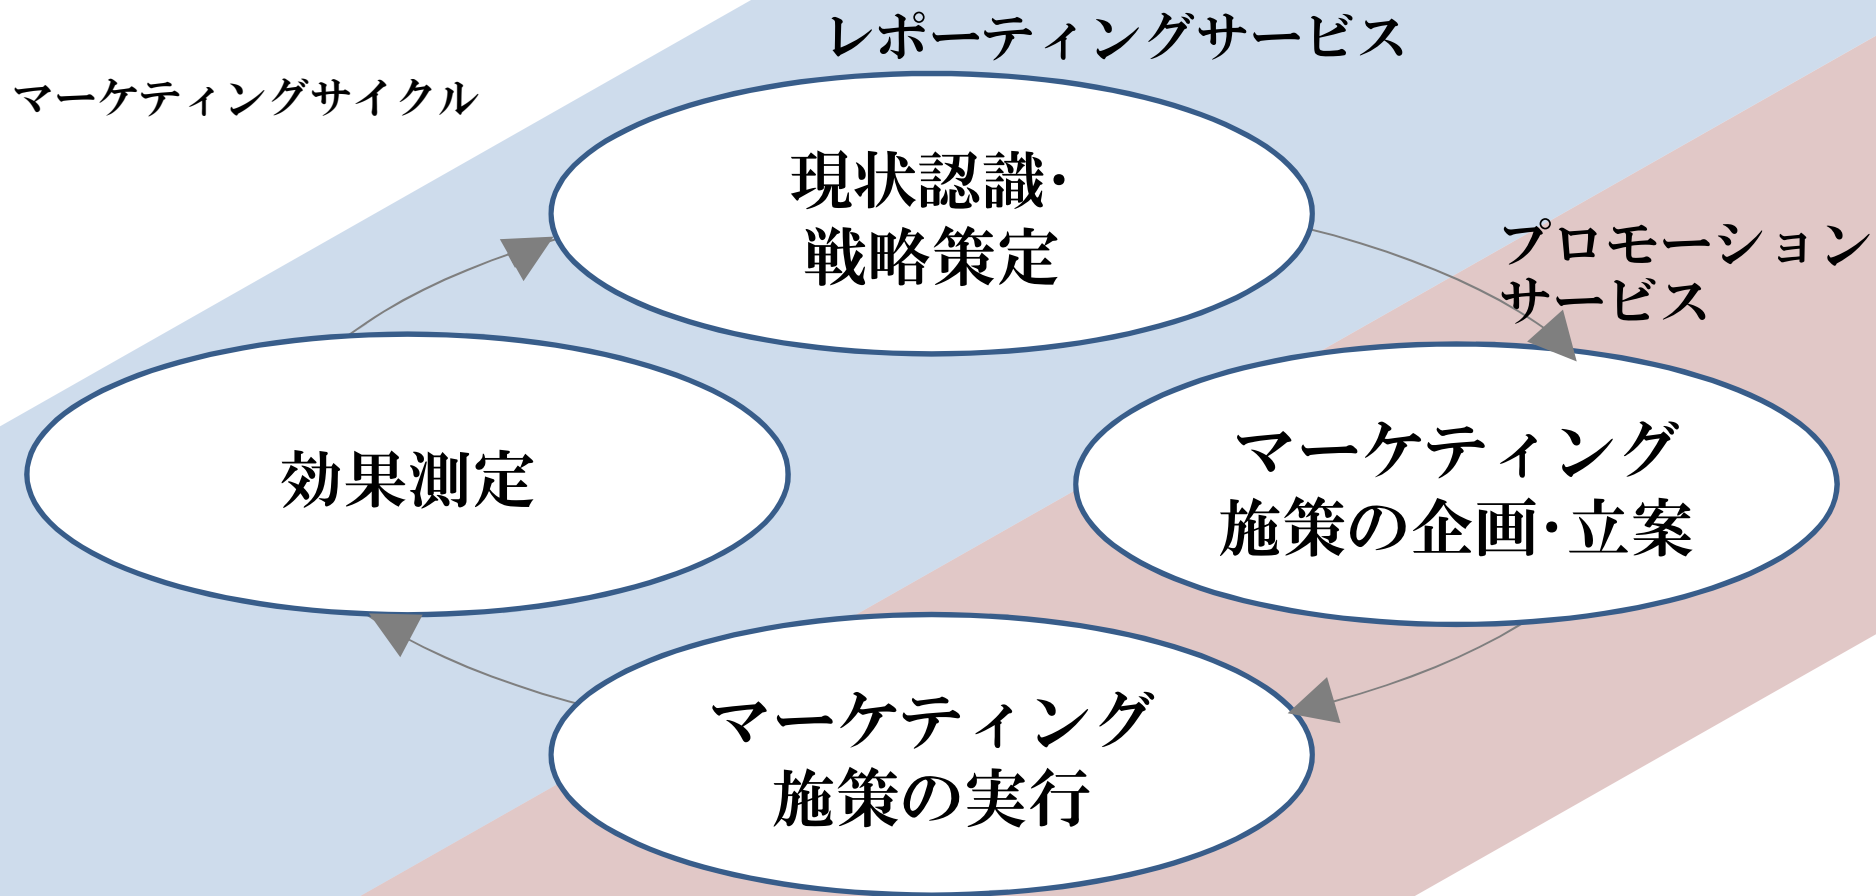 レポーティングサービス
マーケティングサイクル
現状認識・
戦略策定
プロモーション
サービス
効果測定
マーケティング
施策の企画・立案
マーケティング
施策の実行